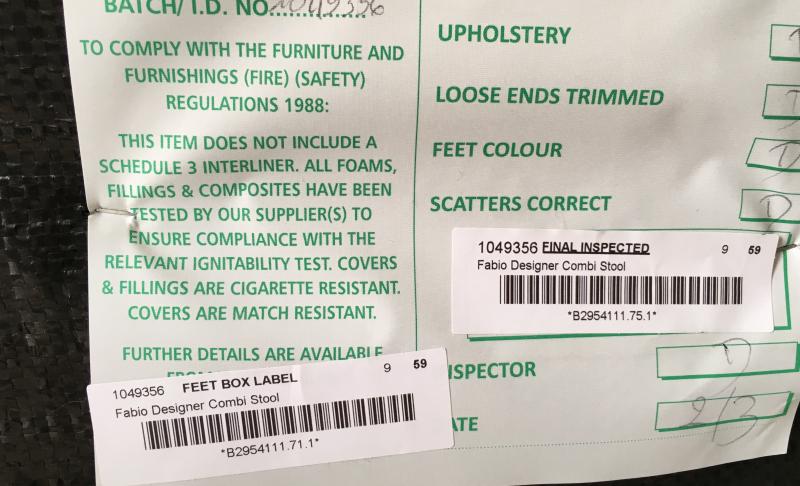 BATCH/ I.D. NO. 1049356
TO COMPLY WITH THE FURNITURE AND
FURNISHINGS (FIRE) (SAFETY)
REGULATIONS 1988:
THIS ITEM DOES NOT INCLUDE A
SCHEDULE 3 INTERLINER. ALL FOAMS,
FILLINGS & COMPOSITES HAVE BEEN
TESTED BY OUR SUPPLIER(S) TO
ENSURE COMPLIANCE WITH THE
RELEVANT IGNITABILITY TEST. COVERS
& FILLINGS ARE CIGARETTE RESISTANT.
COVERS ARE MATCH RESISTANT.
FURTHER DETAILS ARE AVAILABLE
1049356 FEET BOX LABEL 9 59
Fabio Designer Combi Stool
*B2954111.71.1*
UPHOLSTERY
LOOSE ENDS TRIMMED
FEET COLOUR
SCATTERS CORRECT D
1049356 FINAL INSPECTED 9 59
Fabio Designer Combi Stool
*B2954111.75.1*
ISPECTOR D
ATE 2/3